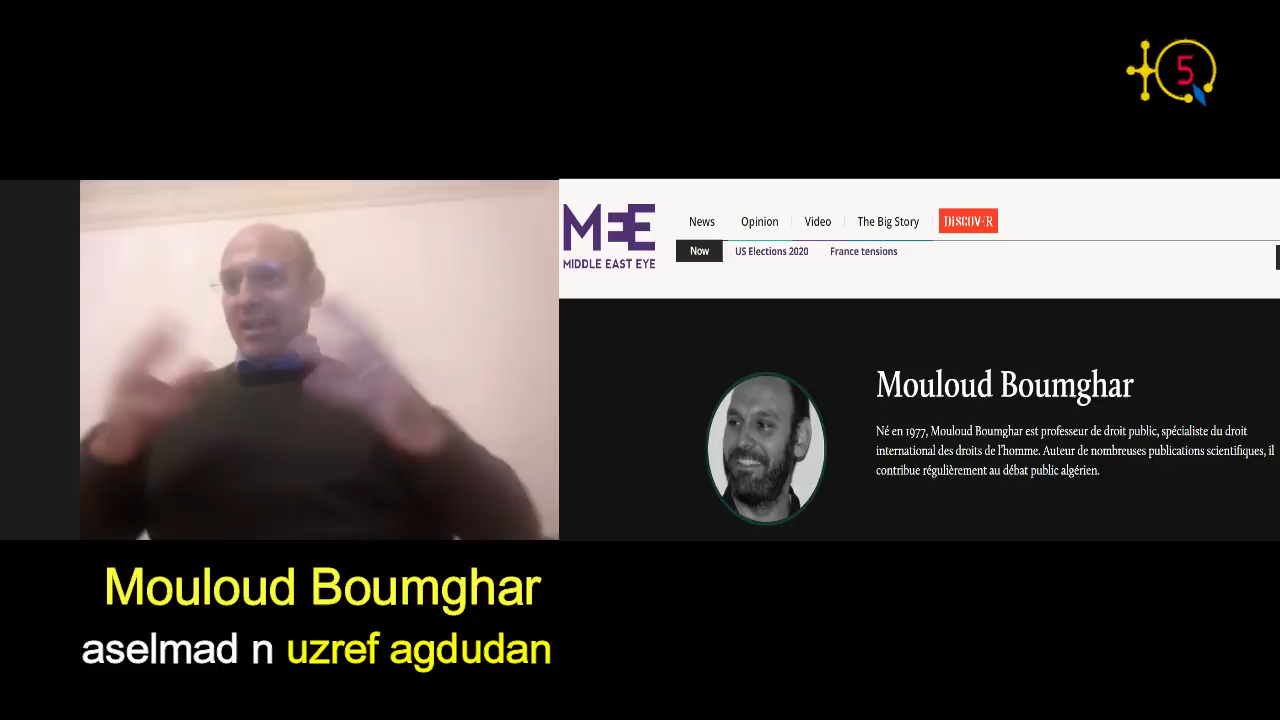 5
MEE
MIDDLE EAST EYE
News Opinion Video The Big Story DISCOVER
Now US Elections 2020 France tensions
Mouloud Boumghar
Né en 1977, Mouloud Boumghar est professeur de droit public, spécialiste du droit
international des droits de l'homme. Auteur de nombreuses publications scientifiques, il
contribue régulièrement au débat public algérien.
Mouloud Boumghar
aselmad n uzref agdudan